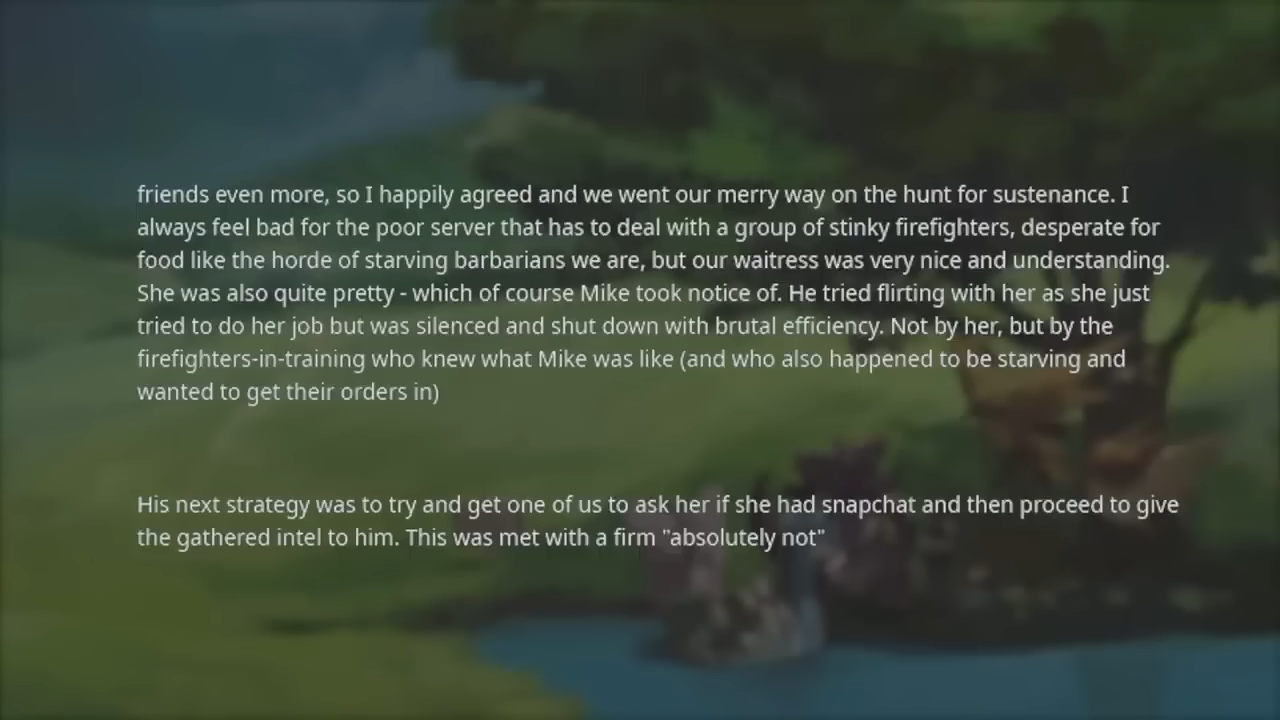 friends even more, so I happily agreed and we went our merry way on the hunt for sustenance. I
always feel bad for the poor server that has to deal with a group of stinky firefighters, desperate for
food like the horde of starving barbarians we are, but our waitress was very nice and understanding.
She was also quite pretty - which of course Mike took notice of. He tried flirting with her as she just
tried to do her job but was silenced and shut down with brutal efficiency. Not by her, but by the
firefighters-in-training who knew what Mike was like (and who also happened to be starving and
wanted to get their orders in)
His next strategy was to try and get one of us to ask her if she had snapchat and then proceed to give
the gathered intel to him. This was met with a firm "absolutely not"